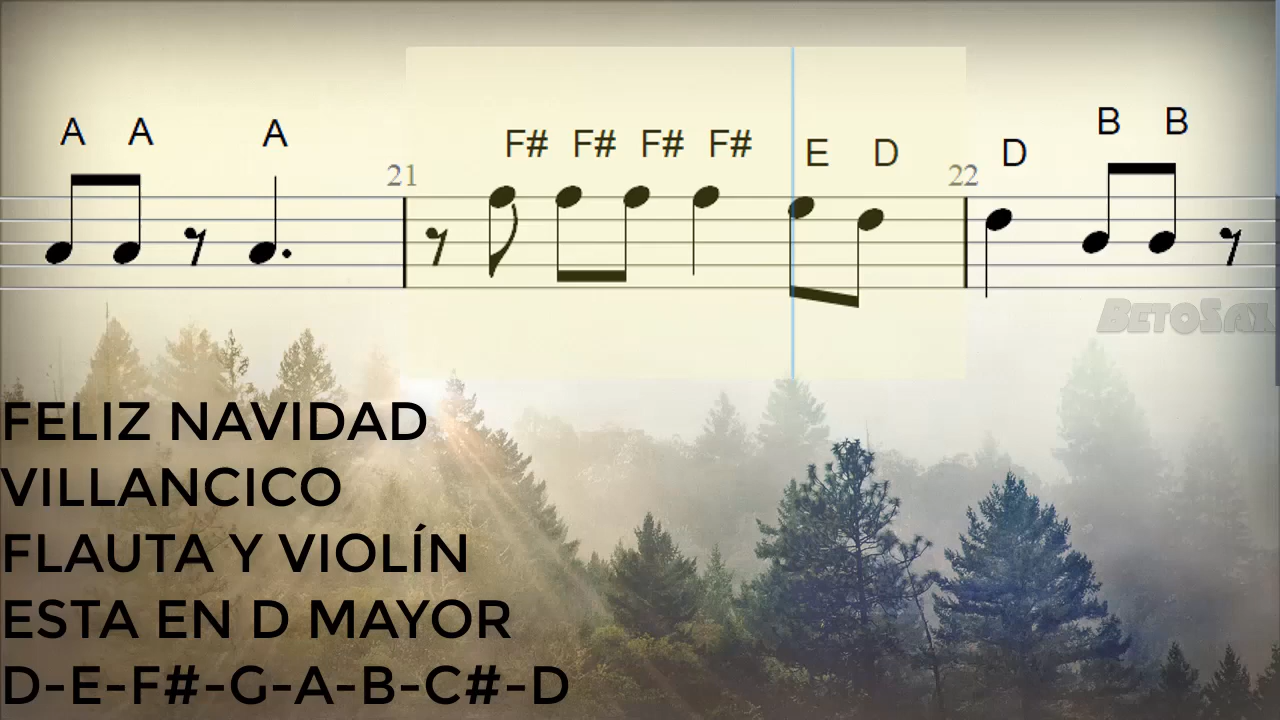 A A A 21 F# F# F# F# E D 22 D B B
BetoSax
FELIZ NAVIDAD
VILLANCICO
FLAUTA Y VIOLÍN
ESTA EN D MAYOR
D-E-F#-G-A-B-C#-D